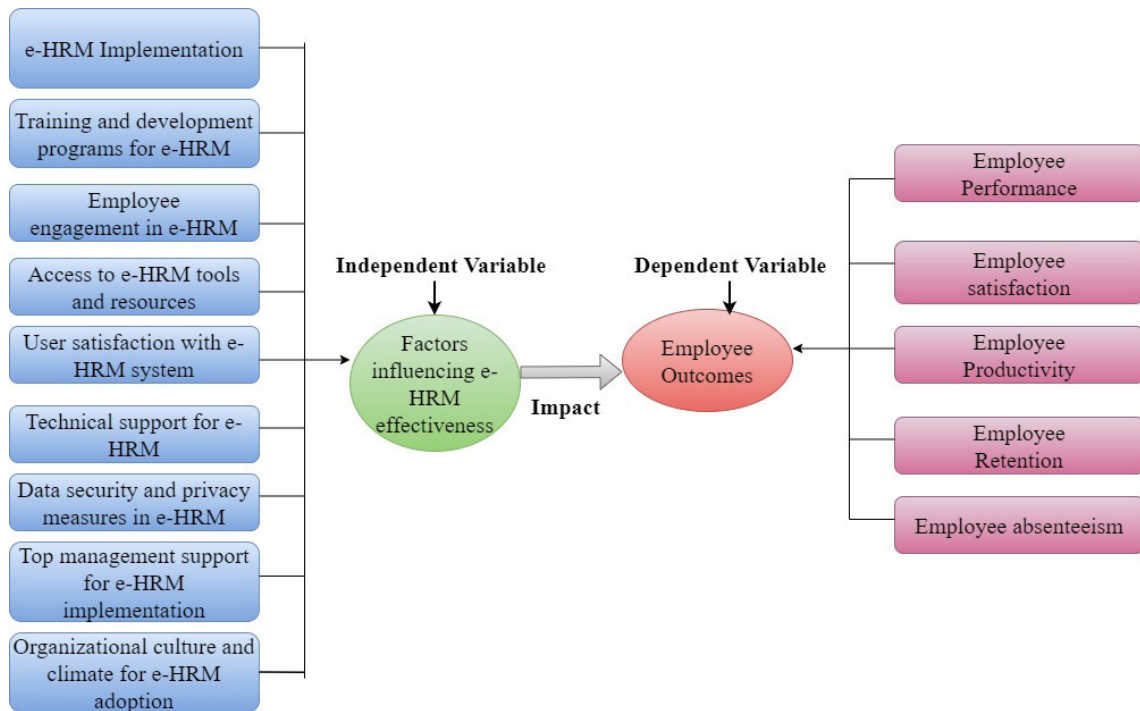 e-HRM Implementation
Training and development
programs for e-HRM
Employee
engagement in e-HRM
Access to e-HRM tools
and resources
User satisfaction with e-
HRM system
Technical support for e-
HRM
Data security and privacy
measures in e-HRM
Top management support
for e-HRM
implementation
Organizational culture and
climate for e-HRM
adoption
Independent Variable
Factors
influencing e-
HRM
effectiveness
Impact
Dependent Variable
Employee
Outcomes
Employee
Performance
Employee
satisfaction
Employee
Productivity
Employee
Retention
Employee absenteeism